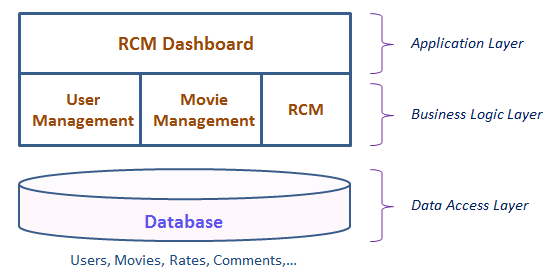 RCM Dashboard
Application Layer
User Management
Movie Management
RCM
Business Logic Layer
Database
Data Access Layer
Users, Movies, Rates, Comments,...